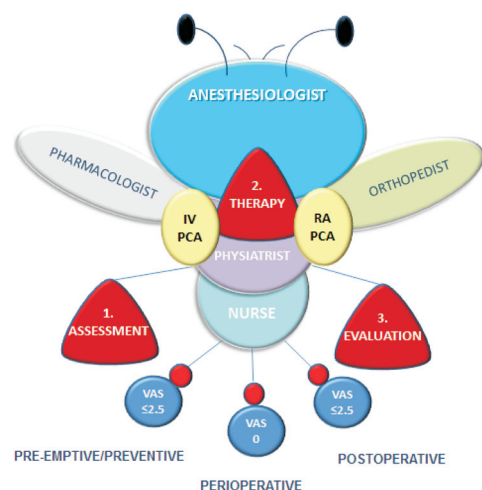 ANESTHESIOLOGIST
PHARMACOLOGIST
ORTHOPEDIST
2.
THERAPY
IV
PCA
RA
PCA
PHYSIATRIST
1.
ASSESSMENT
NURSE
3.
EVALUATION
VAS
≤2.5
VAS
0
VAS
≤2.5
PRE-EMPTIVE/PREVENTIVE
POSTOPERATIVE
PERIOPERATIVE